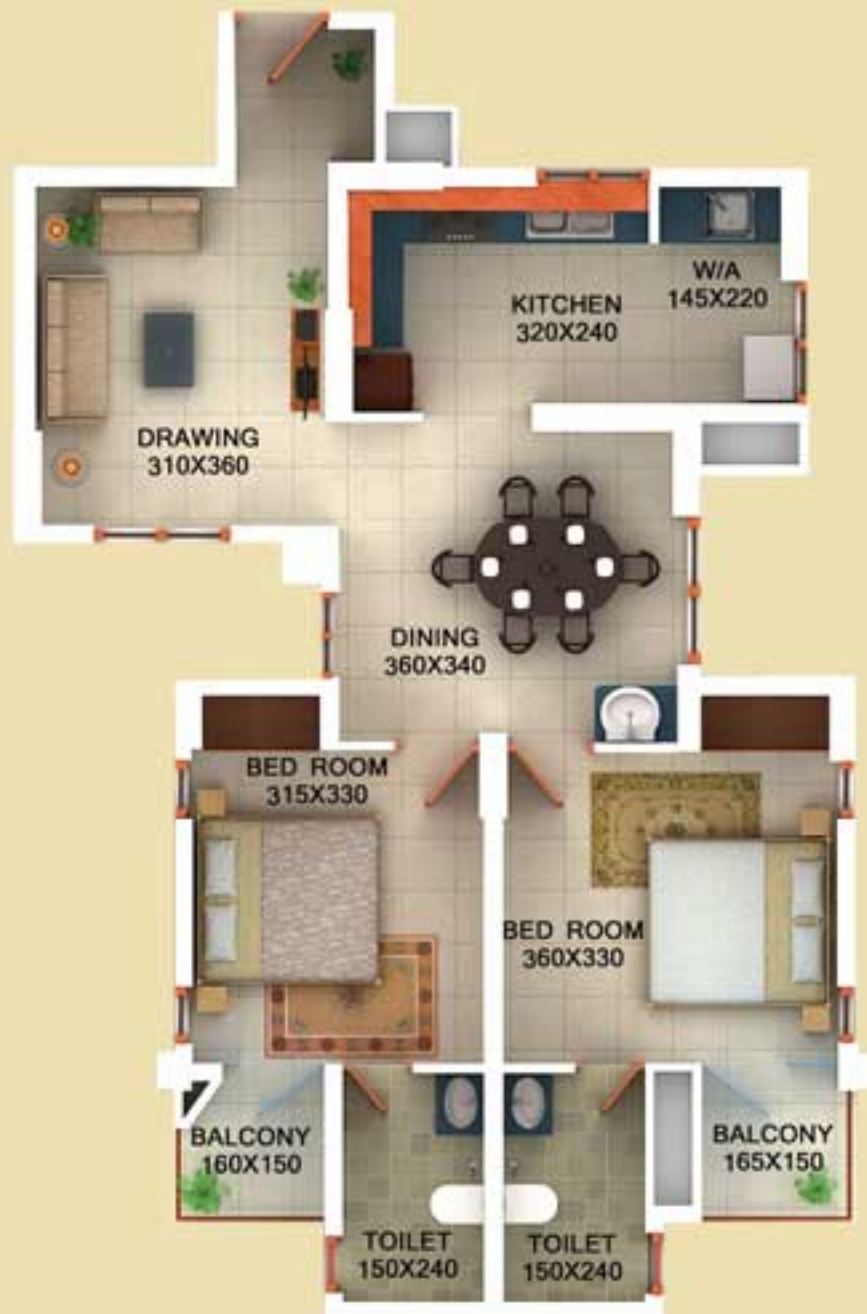 W/A
145X220
KITCHEN
320X240
DRAWING
310X360
DINING
360X340
BED ROOM
315X330
BED ROOM
360X330
BALCONY
160X150
BALCONY
165X150
TOILET
150X240
TOILET
150X240